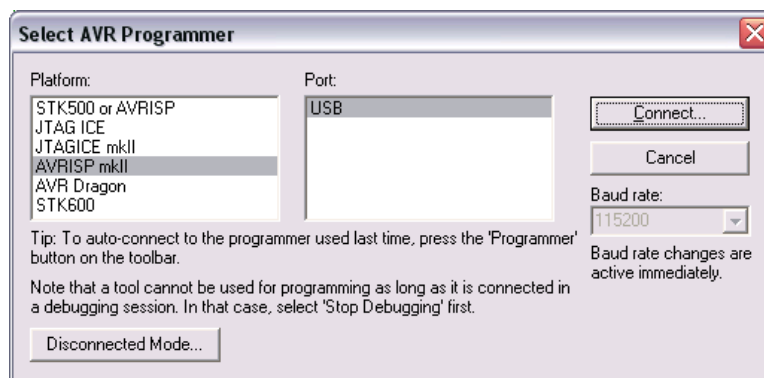 Select AVR Programmer
Platform:
Port:
STK500 or AVRISP
JTAG ICE
JTAGICE mkII
AVRISP mkII
AVR Dragon
STK600
USB
Connect...
Cancel
Baud rate:
115200
Baud rate changes are
active immediately.
Tip: To auto-connect to the programmer used last time, press the 'Programmer'
button on the toolbar.
Note that a tool cannot be used for programming as long as it is connected in
a debugging session. In that case, select 'Stop Debugging' first.
Disconnected Mode...